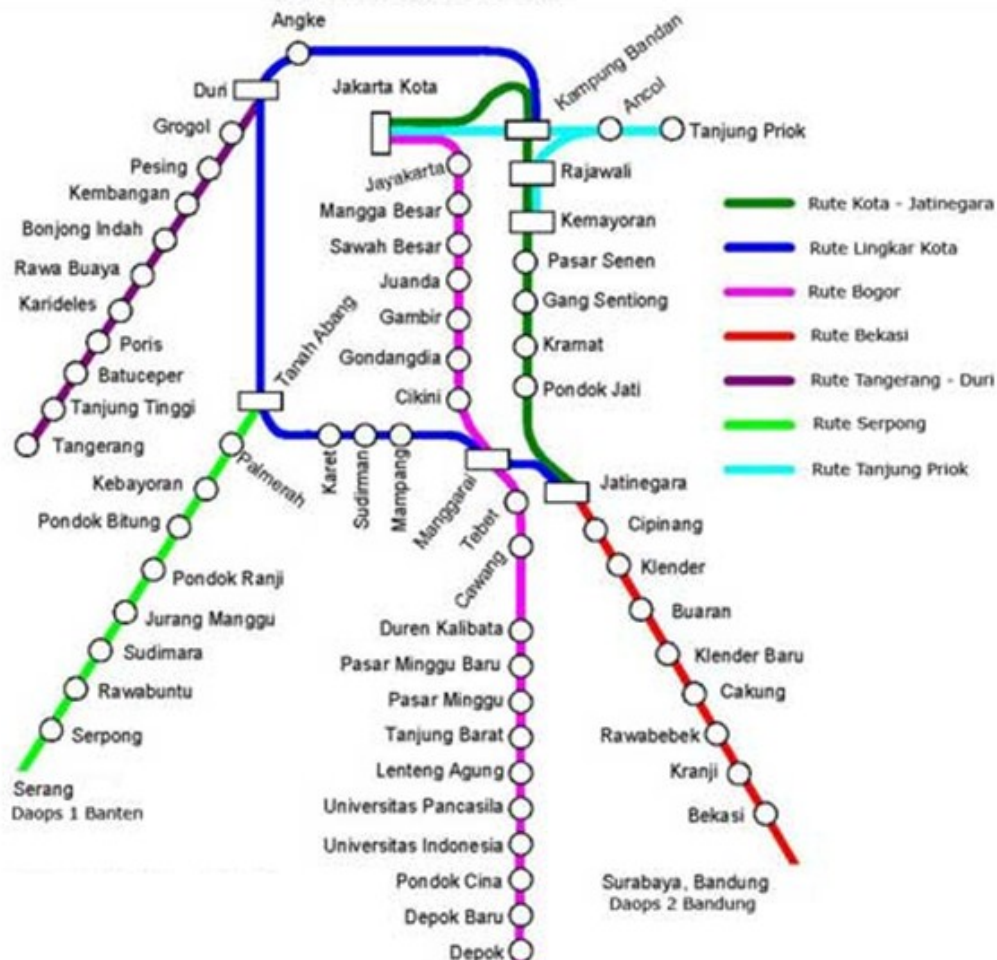 Angke
Duri
Jakarta Kota
Kampung Bandan
Ancol
Tanjung Priok
Grogol
Pesing
Kembangan
Bonjong Indah
Rawa Buaya
Karideles
Poris
Batuceper
Tanjung Tinggi
Tangerang
Jayakarta
Mangga Besar
Sawah Besar
Juanda
Gambir
Gondangdia
Cikini
Rajawali
Kemayoran
Pasar Senen
Gang Sentiong
Kramat
Pondok Jati
Rute Kota - Jatinegara
Rute Lingkar Kota
Rute Bogor
Rute Bekasi
Rute Tangerang - Duri
Rute Serpong
Rute Tanjung Priok
Tanah Abang
Palmerah
Kebayoran
Pondok Bitung
Pondok Ranji
Jurang Manggu
Sudimara
Rawabuntu
Serpong
Serang
Daops 1 Banten
Karet
Sudirman
Mampang
Manggarai
Tebet
Cawang
Duren Kalibata
Pasar Minggu Baru
Pasar Minggu
Tanjung Barat
Lenteng Agung
Universitas Pancasila
Universitas Indonesia
Pondok Cina
Depok Baru
Depok
Jatinegara
Cipinang
Klender
Buaran
Klender Baru
Cakung
Rawabebek
Kranji
Bekasi
Surabaya, Bandung
Daops 2 Bandung